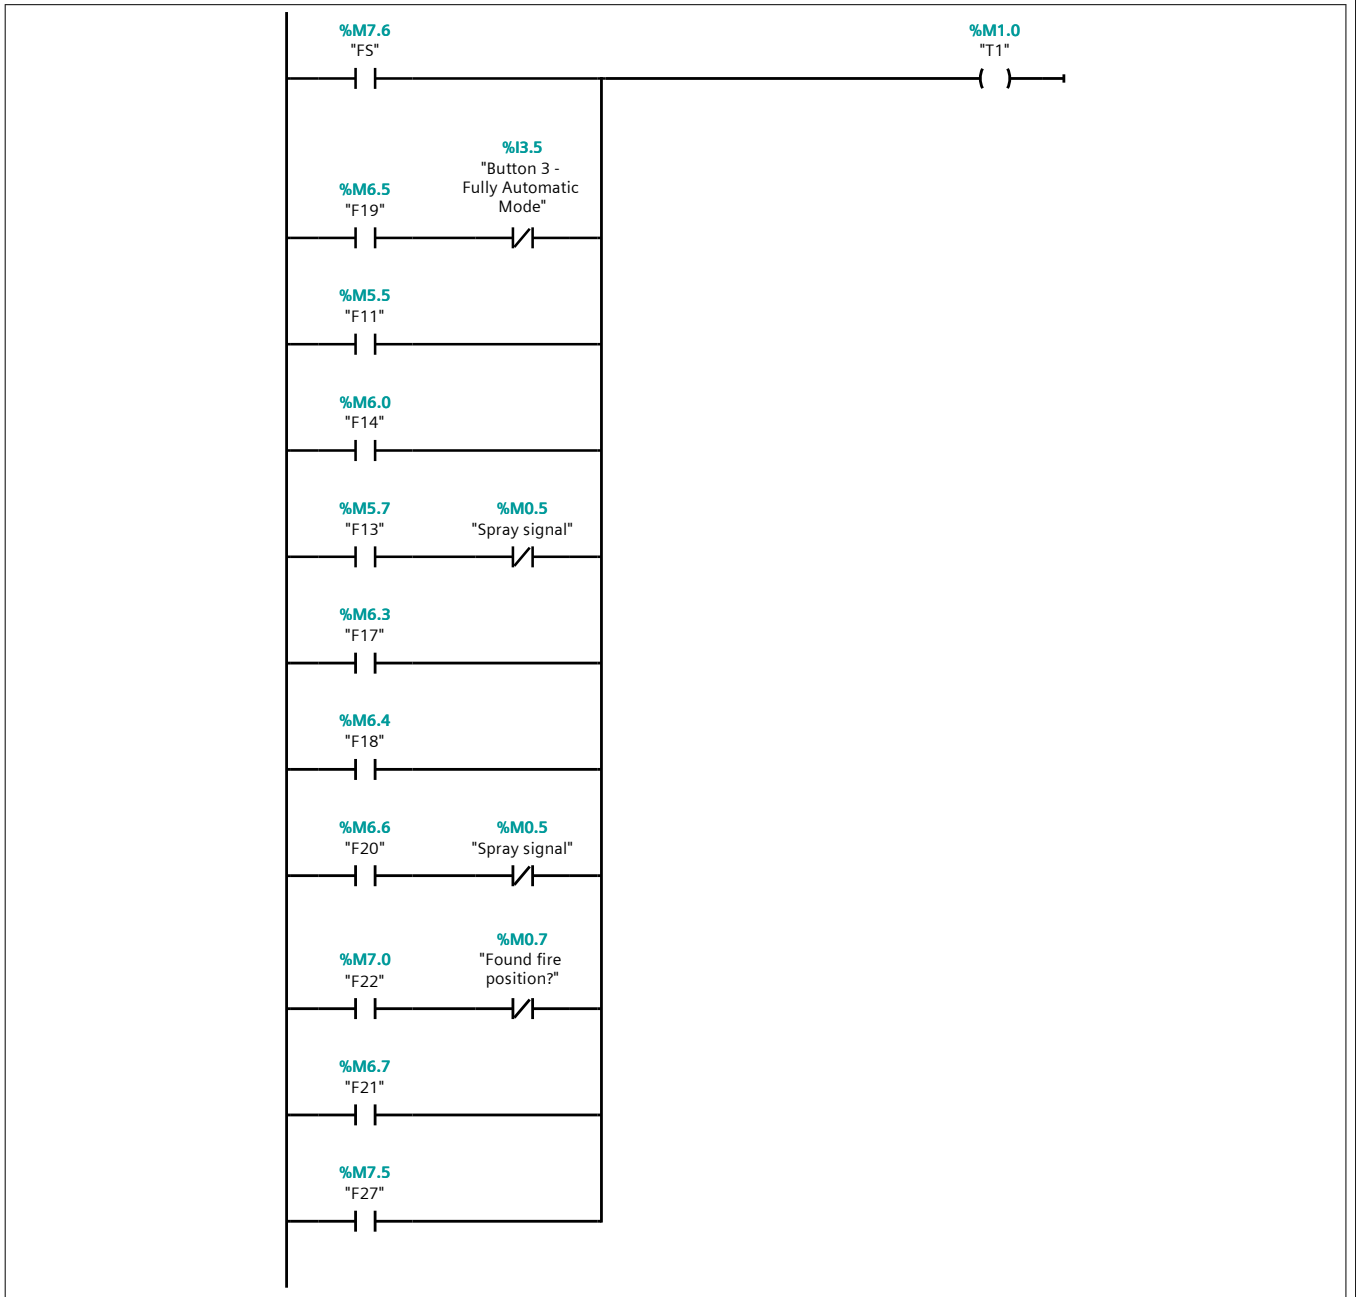 %M7.6
"FS"
%M1.0
"T1"
%I3.5
"Button 3 -
Fully Automatic
Mode"
%M6.5
"F19"
%M5.5
"F11"
%M6.0
"F14"
%M5.7
"F13"
%M0.5
"Spray signal"
%M6.3
"F17"
%M6.4
"F18"
%M6.6
"F20"
%M0.5
"Spray signal"
%M0.7
"Found fire
position?"
%M7.0
"F22"
%M6.7
"F21"
%M7.5
"F27"